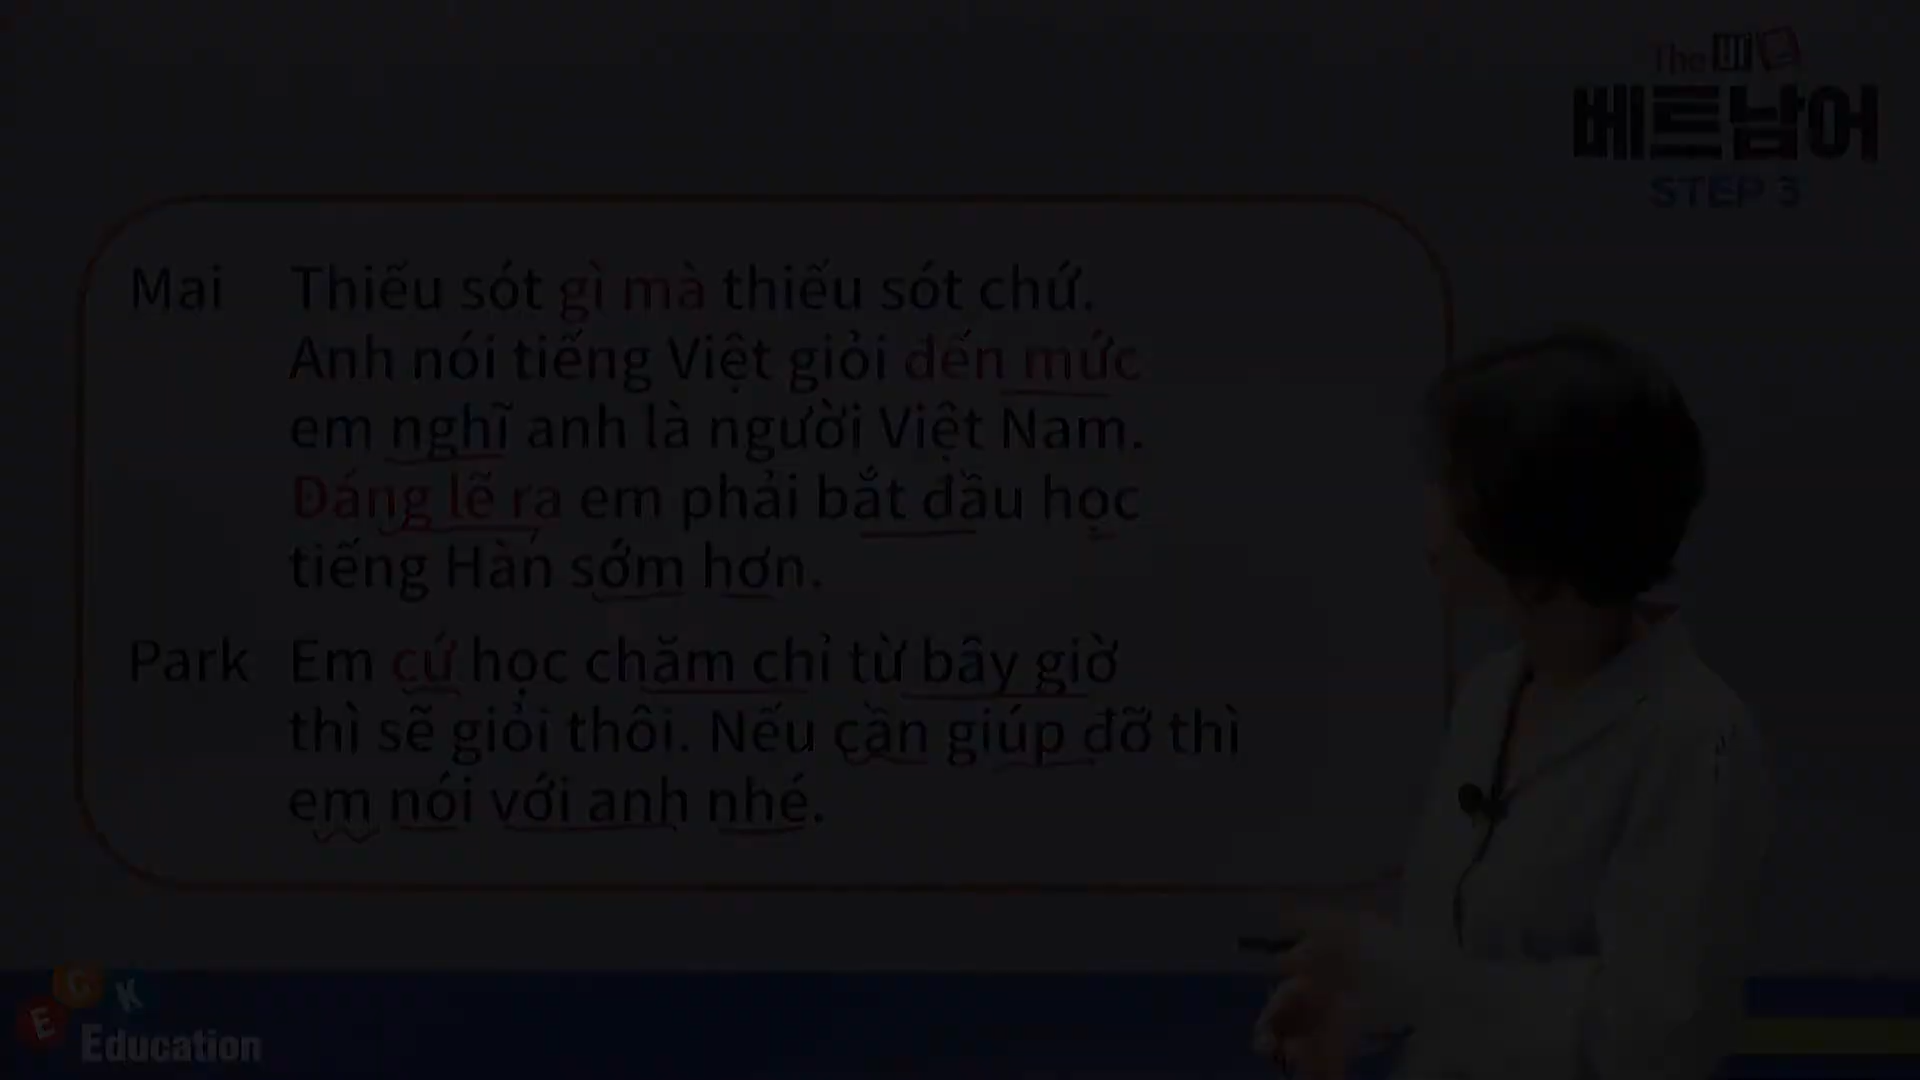 The 바른
베트남어
STEP 3
Mai Thiếu sót gì mà thiếu sót chứ.
Anh nói tiếng Việt giỏi đến mức
em nghĩ anh là người Việt Nam.
Đáng lẽ ra em phải bắt đầu học
tiếng Hàn sớm hơn.
Park Em cứ học chăm chỉ từ bây giờ
thì sẽ giỏi thôi. Nếu cần giúp đỡ thì
em nói với anh nhé.
ECK
Education